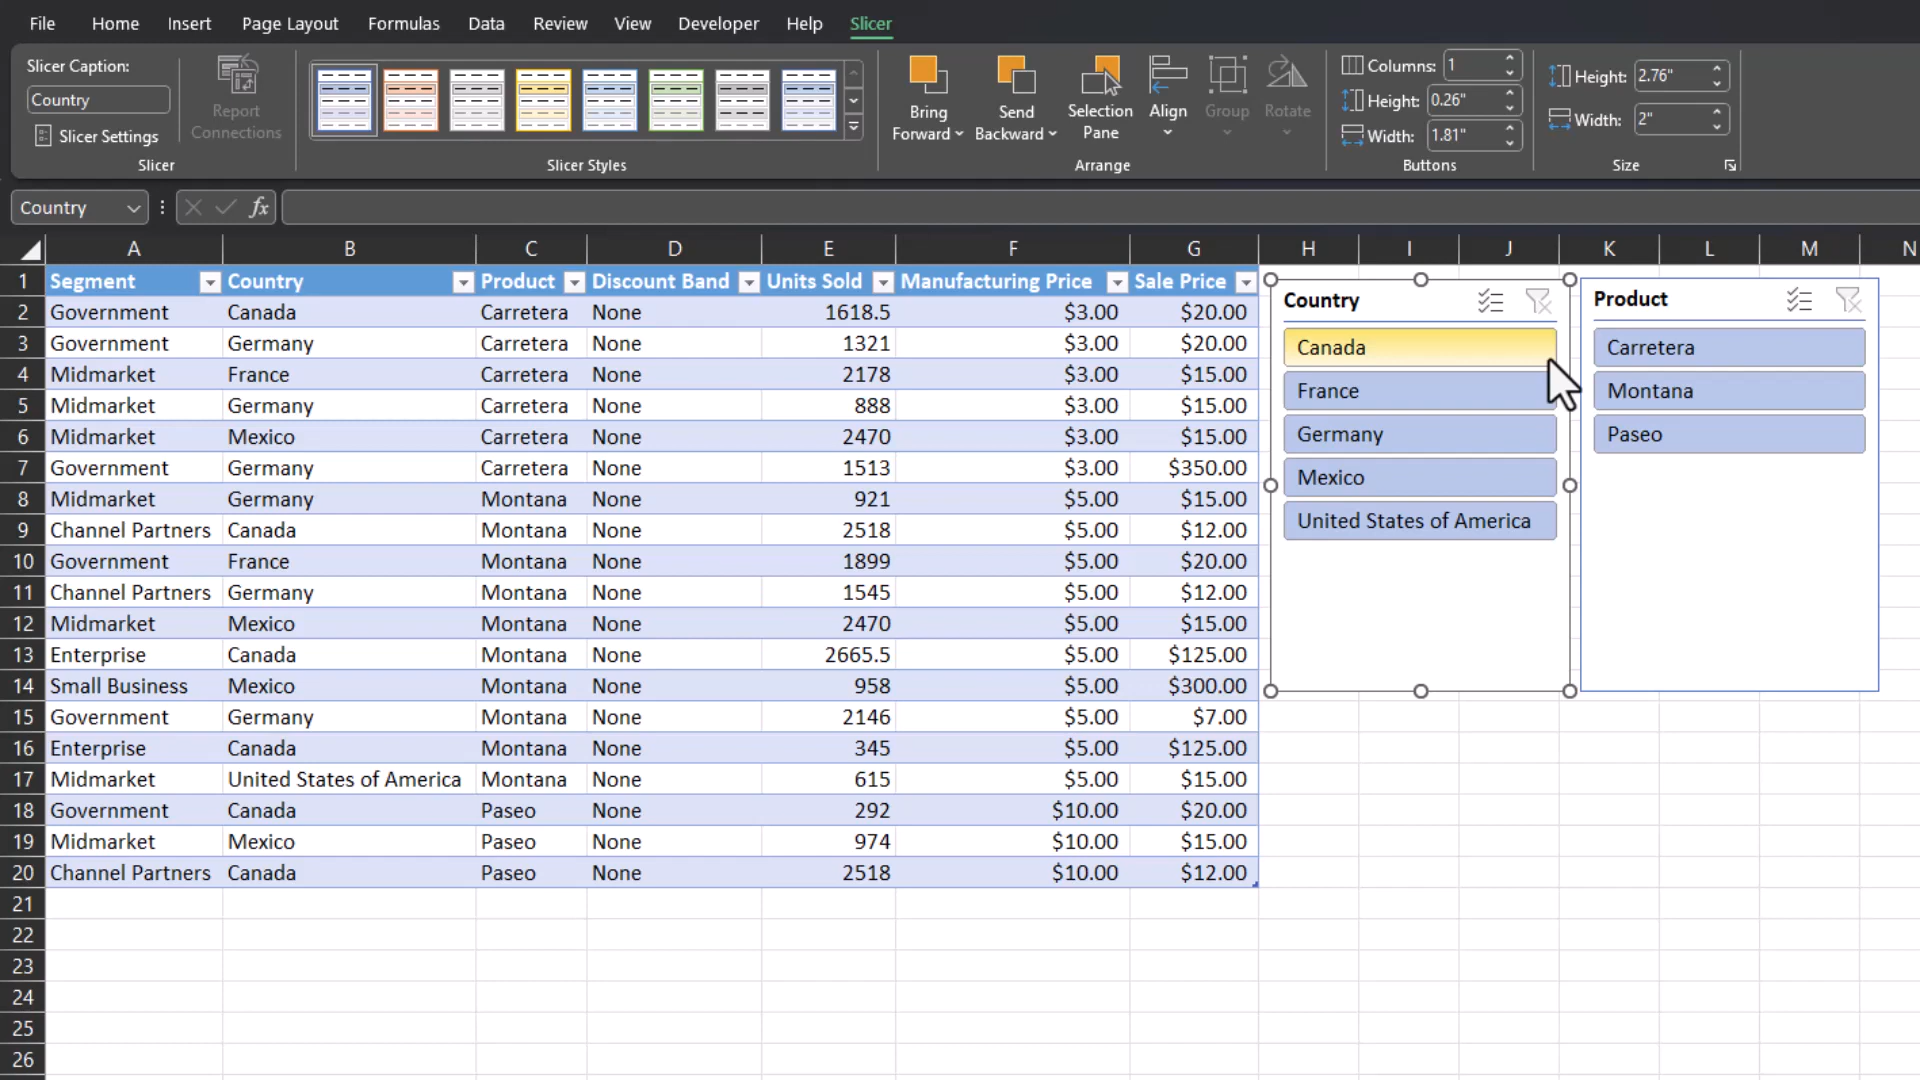 File Home Insert Page Layout Formulas Data Review View Developer Help Slicer
Slicer Caption:
Country
Slicer Settings
Report
Connections
Slicer
Slicer Styles
Bring
Forward
Send
Backward
Selection
Pane
Align
Group
Rotate
Arrange
Columns: 1
Height: 0.26"
Width: 1.81"
Buttons
Height: 2.76"
Width: 2"
Size
Country fx
A B C D E F G H I J K L M N
1 Segment Country Product Discount Band Units Sold Manufacturing Price Sale Price
2 Government Canada Carretera None 1618.5 $3.00 $20.00
3 Government Germany Carretera None 1321 $3.00 $20.00
4 Midmarket France Carretera None 2178 $3.00 $15.00
5 Midmarket Germany Carretera None 888 $3.00 $15.00
6 Midmarket Mexico Carretera None 2470 $3.00 $15.00
7 Government Germany Carretera None 1513 $3.00 $350.00
8 Midmarket Germany Montana None 921 $5.00 $15.00
9 Channel Partners Canada Montana None 2518 $5.00 $12.00
10 Government France Montana None 1899 $5.00 $20.00
11 Channel Partners Germany Montana None 1545 $5.00 $12.00
12 Midmarket Mexico Montana None 2470 $5.00 $15.00
13 Enterprise Canada Montana None 2665.5 $5.00 $125.00
14 Small Business Mexico Montana None 958 $5.00 $300.00
15 Government Germany Montana None 2146 $5.00 $7.00
16 Enterprise Canada Montana None 345 $5.00 $125.00
17 Midmarket United States of America Montana None 615 $5.00 $15.00
18 Government Canada Paseo None 292 $10.00 $20.00
19 Midmarket Mexico Paseo None 974 $10.00 $15.00
20 Channel Partners Canada Paseo None 2518 $10.00 $12.00
21
22
23
24
25
26
Country
Canada
France
Germany
Mexico
United States of America
Product
Carretera
Montana
Paseo